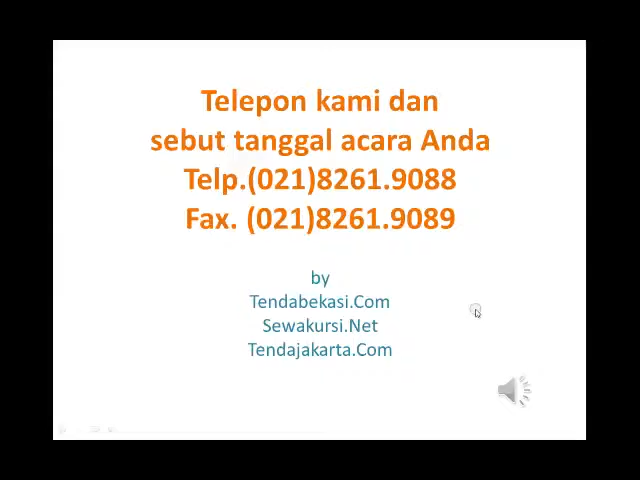 Telepon kami dan
sebut tanggal acara Anda
Telp.(021)8261.9088
Fax. (021)8261.9089
by
Tendabekasi.Com
Sewakursi.Net
Tendajakarta.Com